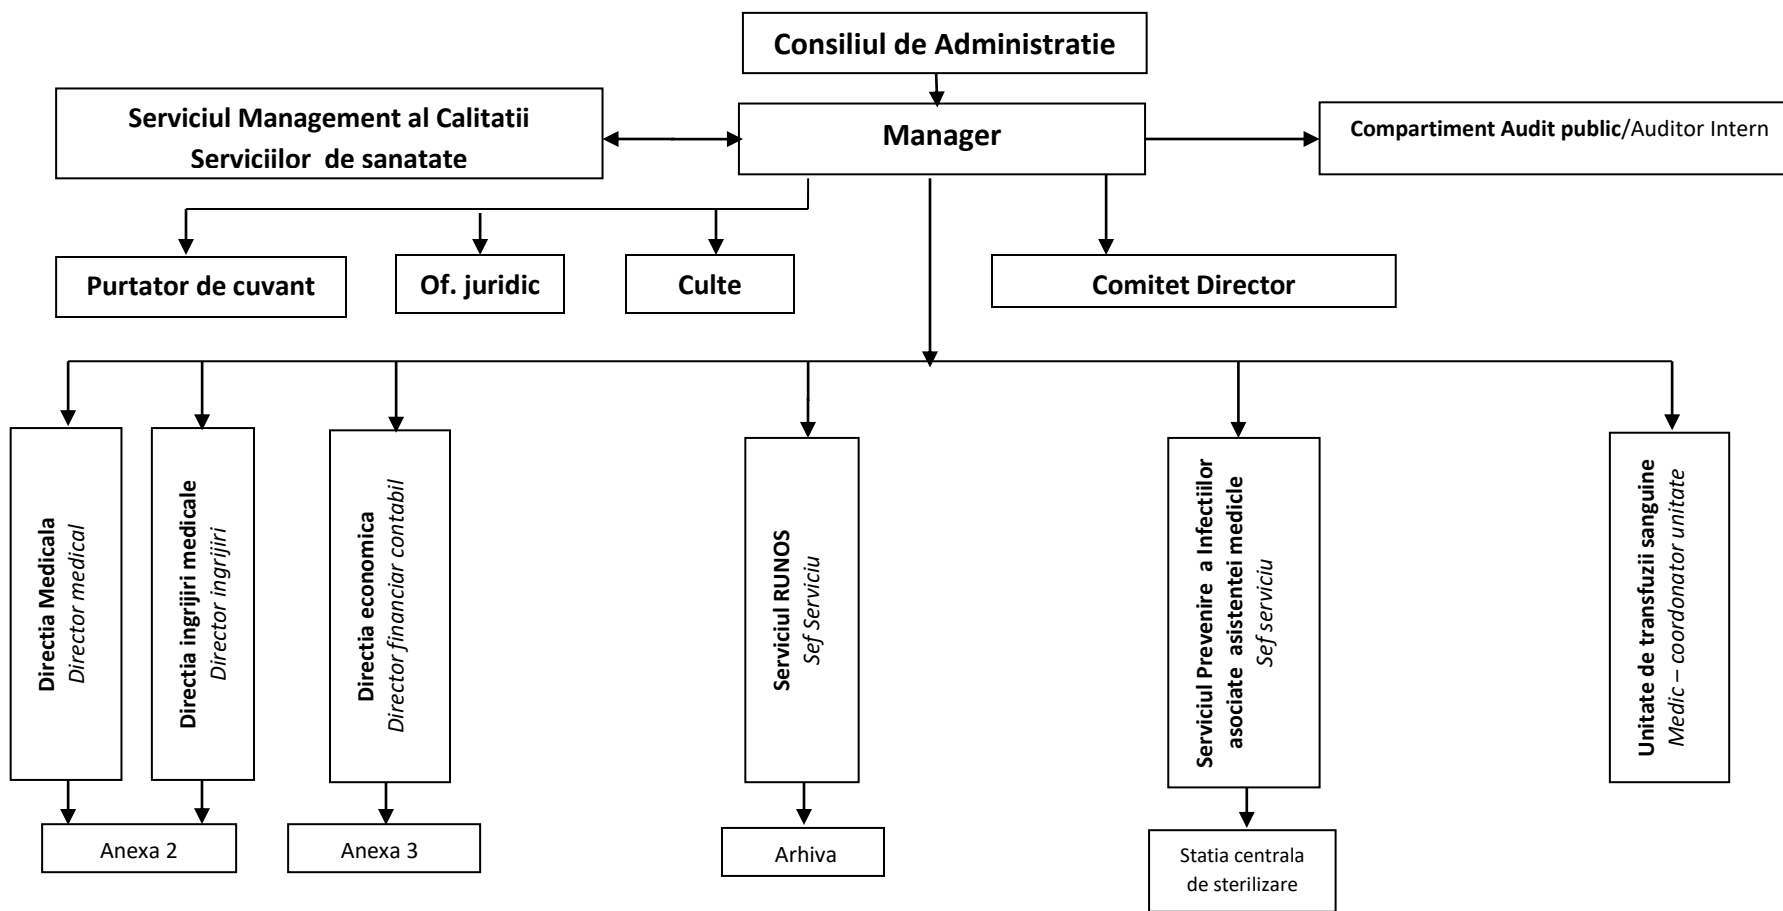 Consiliul de Administratie
Serviciul Management al Calitatii
Serviciilor de sanatate
Manager
Compartiment Audit public/Auditor Intern
Purtator de cuvant
Of. juridic
Culte
Comitet Director
Directia Medicala
Director medical
Directia ingrijiri medicale
Director ingrijiri
Directia economica
Director financiar contabil
Serviciul RUNOS
Sef Serviciu
Serviciul Prevenire a Infectiilor
asociate asistentei medicle
Sef serviciu
Unitate de transfuzii sanguine
Medic – coordonator unitate
Anexa 2
Anexa 3
Arhiva
Statia centrala
de sterilizare